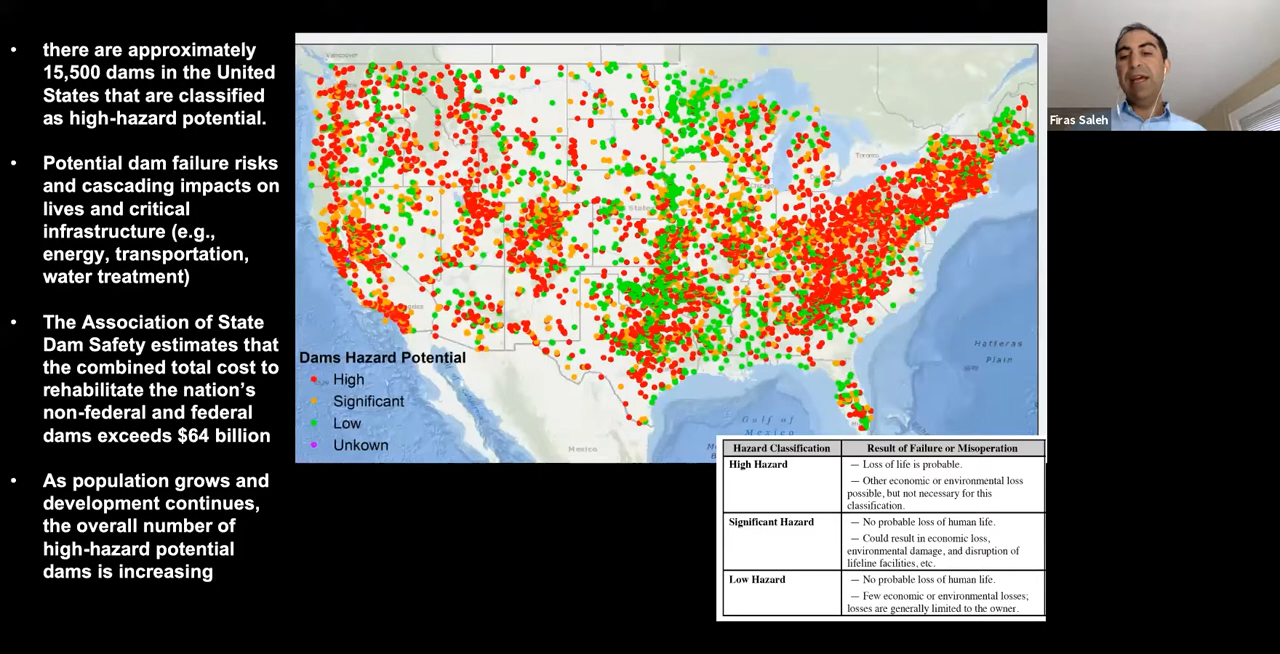 • there are approximately
15,500 dams in the United
States that are classified
as high-hazard potential.
• Potential dam failure risks
and cascading impacts on
lives and critical
infrastructure (e.g.,
energy, transportation,
water treatment)
• The Association of State
Dam Safety estimates that
the combined total cost to
rehabilitate the nation's
non-federal and federal
dams exceeds $64 billion
• As population grows and
development continues,
the overall number of
high-hazard potential
dams is increasing
Vancouver
Toronto
Chicago
States
Hatteras
Plain
Gulf of
Mexico
Mexico
Dams Hazard Potential
High
Significant
Low
Unkown
Firas Saleh
Hazard Classification Result of Failure or Misoperation
High Hazard — Loss of life is probable.
— Other economic or environmental loss
possible, but not necessary for this
classification.
Significant Hazard — No probable loss of human life.
— Could result in economic loss,
environmental damage, and disruption of
lifeline facilities, etc.
Low Hazard — No probable loss of human life.
— Few economic or environmental losses;
losses are generally limited to the owner.